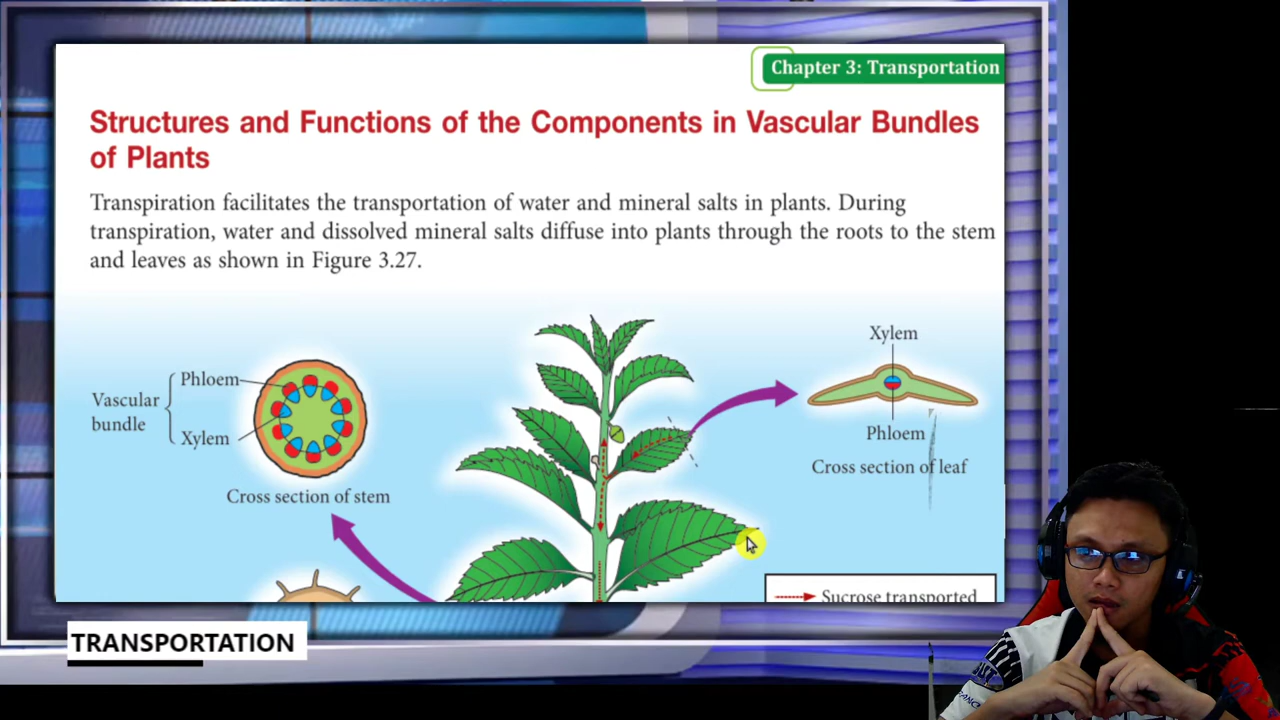 Chapter 3: Transportation
Structures and Functions of the Components in Vascular Bundles
of Plants
Transpiration facilitates the transportation of water and mineral salts in plants. During
transpiration, water and dissolved mineral salts diffuse into plants through the roots to the stem
and leaves as shown in Figure 3.27.
Vascular
bundle
Phloem
Xylem
Cross section of stem
Xylem
Phloem
Cross section of leaf
Sucrose transported
TRANSPORTATION